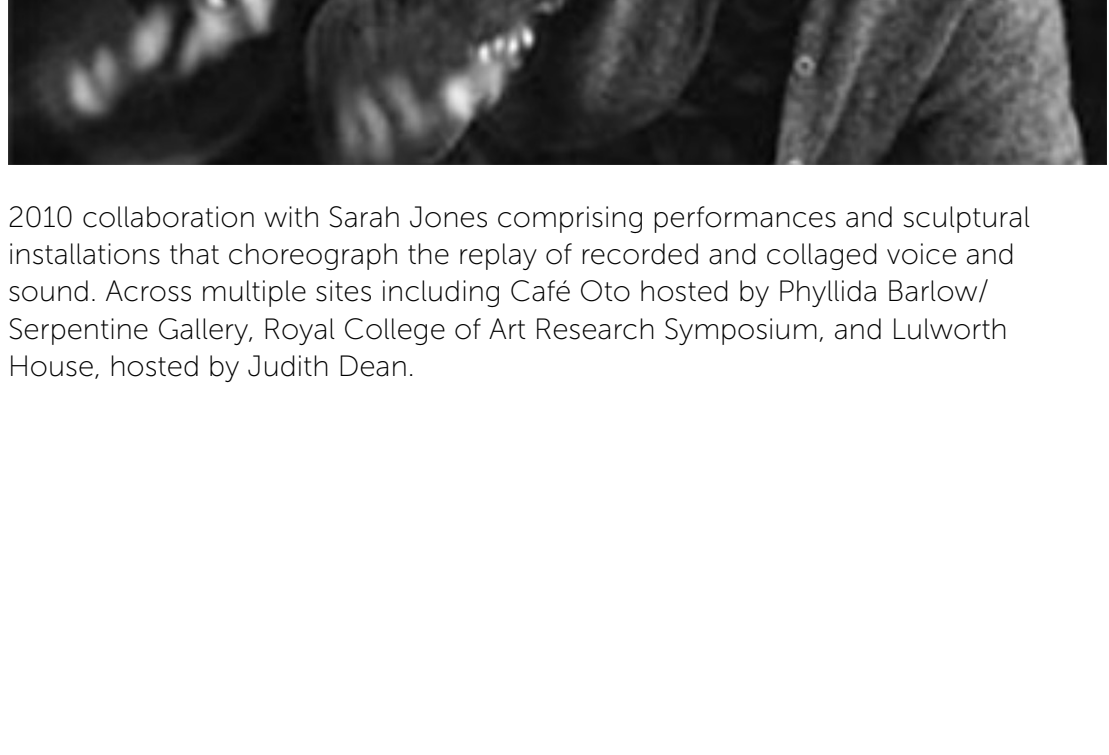 2010 collaboration with Sarah Jones comprising performances and sculptural
installations that choreograph the replay of recorded and collaged voice and
sound. Across multiple sites including Café Oto hosted by Phyllida Barlow/
Serpentine Gallery, Royal College of Art Research Symposium, and Lulworth
House, hosted by Judith Dean.